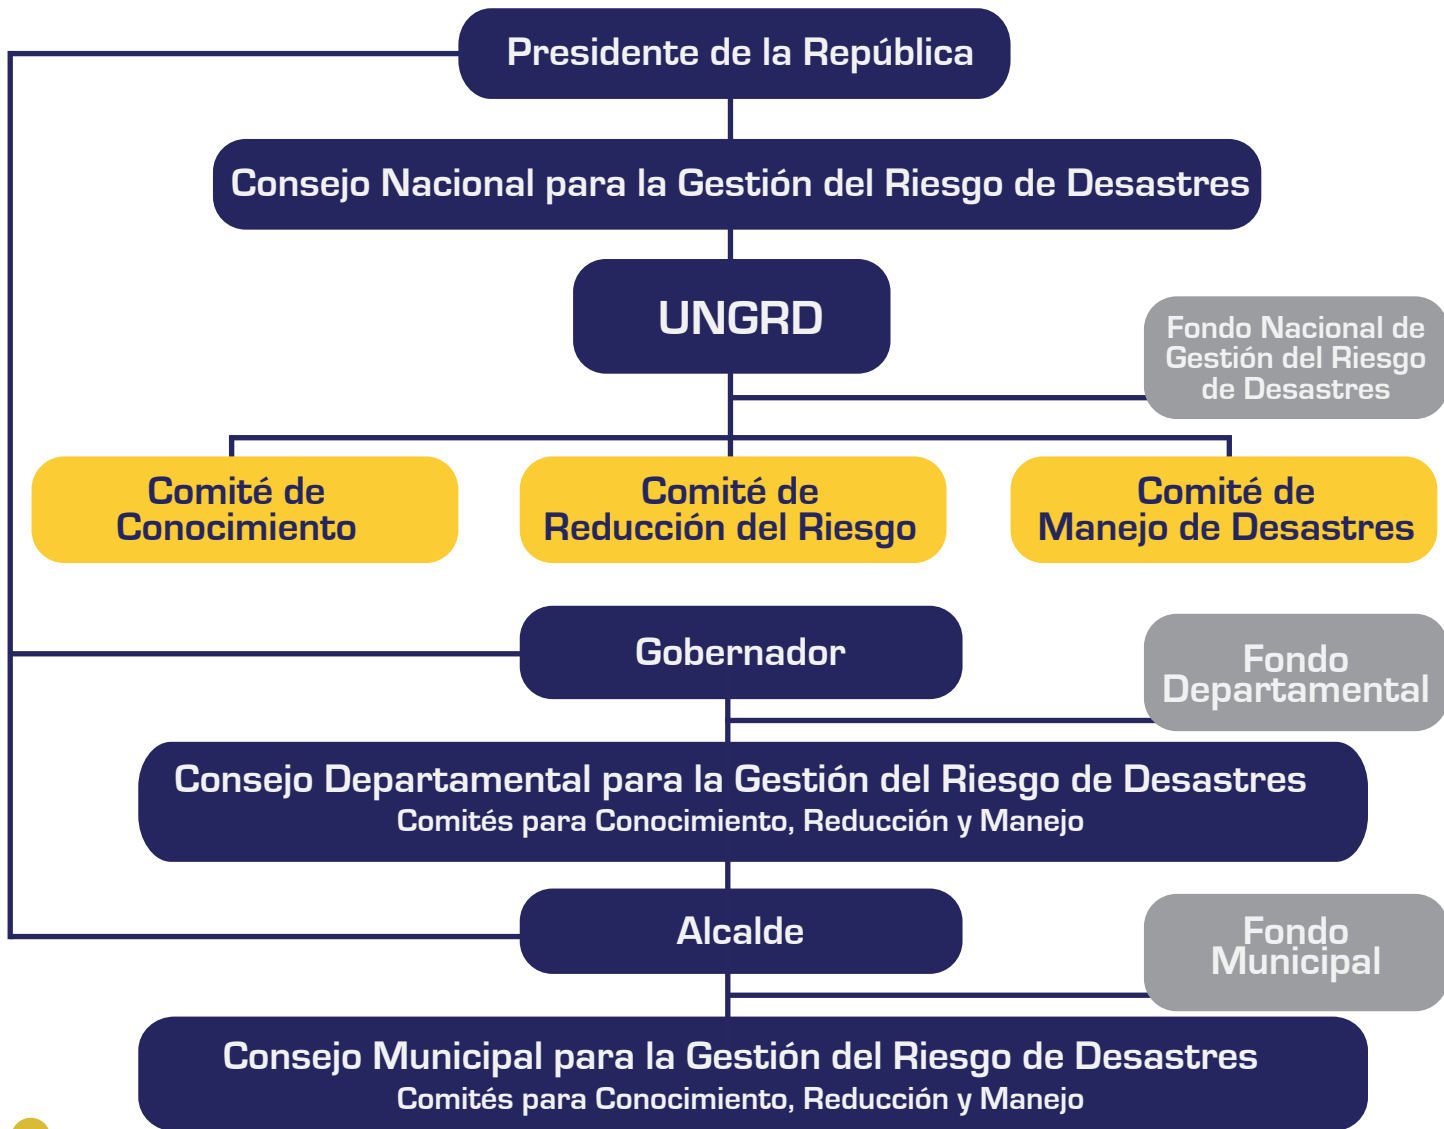 Presidente de la República
Consejo Nacional para la Gestión del Riesgo de Desastres
UNGRD
Fondo Nacional de
Gestión del Riesgo
de Desastres
Comité de
Conocimiento
Comité de
Reducción del Riesgo
Comité de
Manejo de Desastres
Gobernador
Fondo
Departamental
Consejo Departamental para la Gestión del Riesgo de Desastres
Comités para Conocimiento, Reducción y Manejo
Alcalde
Fondo
Municipal
Consejo Municipal para la Gestión del Riesgo de Desastres
Comités para Conocimiento, Reducción y Manejo